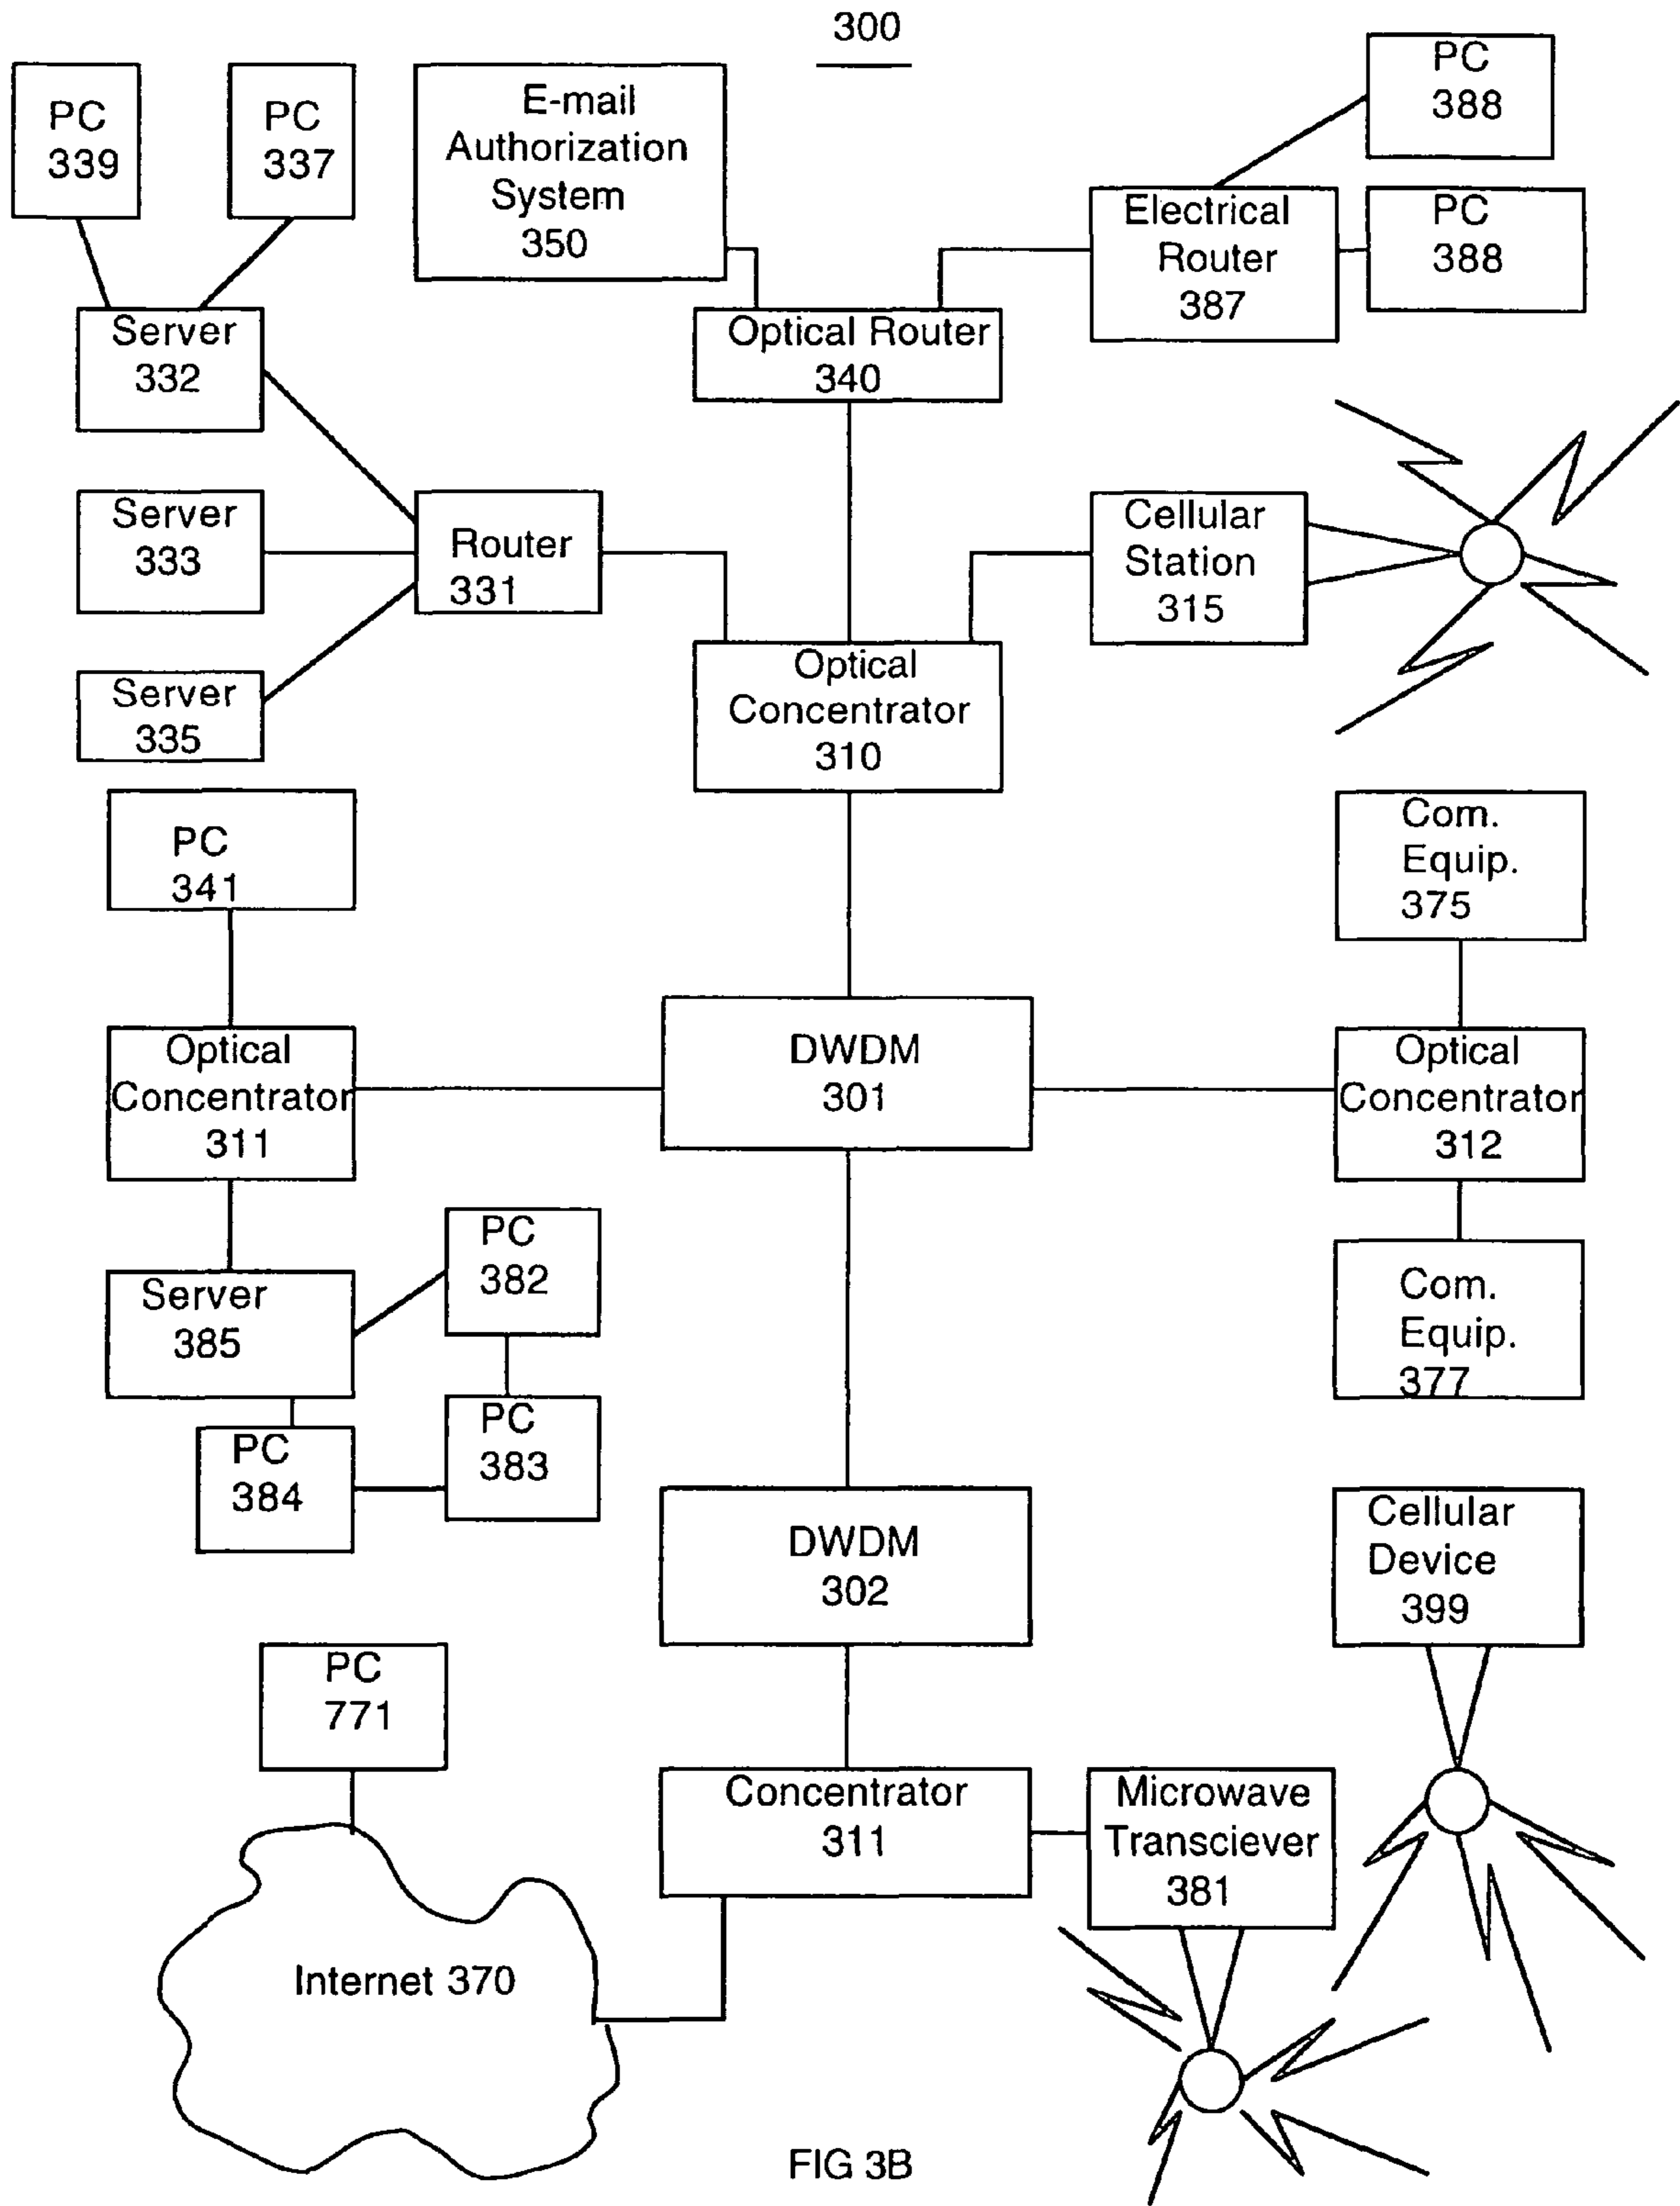 300
PC
339
PC
337
E-mail
Authorization
System
350
PC
388
Electrical
Router
387
PC
388
Server
332
Optical Router
340
Server
333
Router
331
Cellular
Station
315
Server
335
Optical
Concentrator
310
PC
341
Com.
Equip.
375
Optical
Concentrator
311
DWDM
301
Optical
Concentrator
312
Server
385
PC
382
Com.
Equip.
377
PC
384
PC
383
DWDM
302
Cellular
Device
399
PC
771
Concentrator
311
Microwave
Transciever
381
Internet 370
FIG 3B